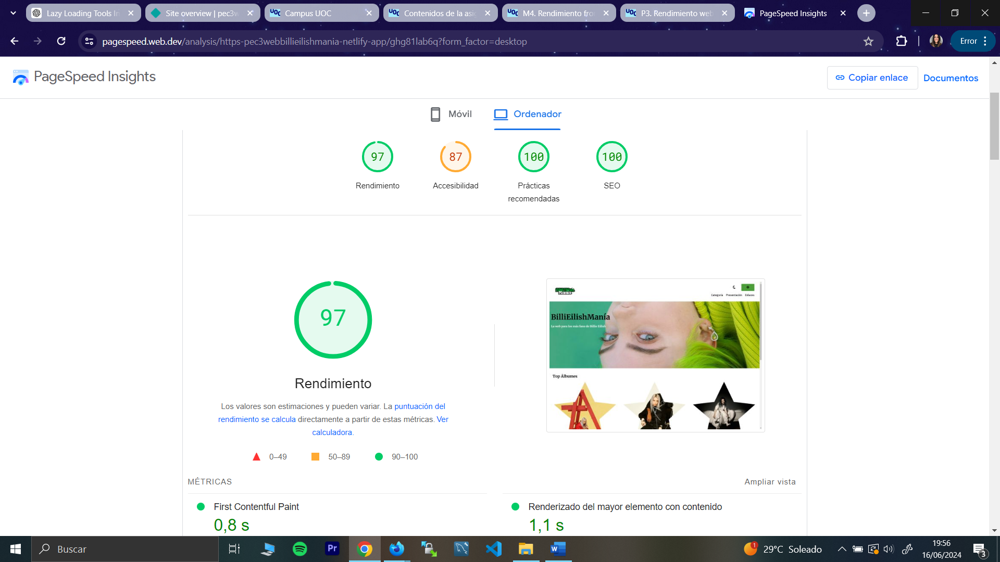 Lazy Loading Tools In
Site overview | pec3w
Campus UOC
Contenidos de la asig
M4. Rendimiento fro
P3. Rendimiento web
PageSpeed Insights
pagespeed.web.dev/analysis/https-pec3webbillieilishmania-netlify-app/ghg81lab6q?form_factor=desktop
Error
PageSpeed Insights
Copiar enlace
Documentos
Móvil
Ordenador
97
87
100
100
Rendimiento
Accesibilidad
Prácticas
recomendadas
SEO
97
Rendimiento
Los valores son estimaciones y pueden variar. La puntuación del
rendimiento se calcula directamente a partir de estas métricas. Ver
calculadora.
0–49
50–89
90–100
Categoría Presentación Enlaces
BilliEilishManía
La web para los más fans de Billie Eilish
Top Álbumes
MÉTRICAS
Ampliar vista
First Contentful Paint
0,8 s
Renderizado del mayor elemento con contenido
1,1 s
Buscar
Pr
1
29°C Soleado
19:56
16/06/2024
3